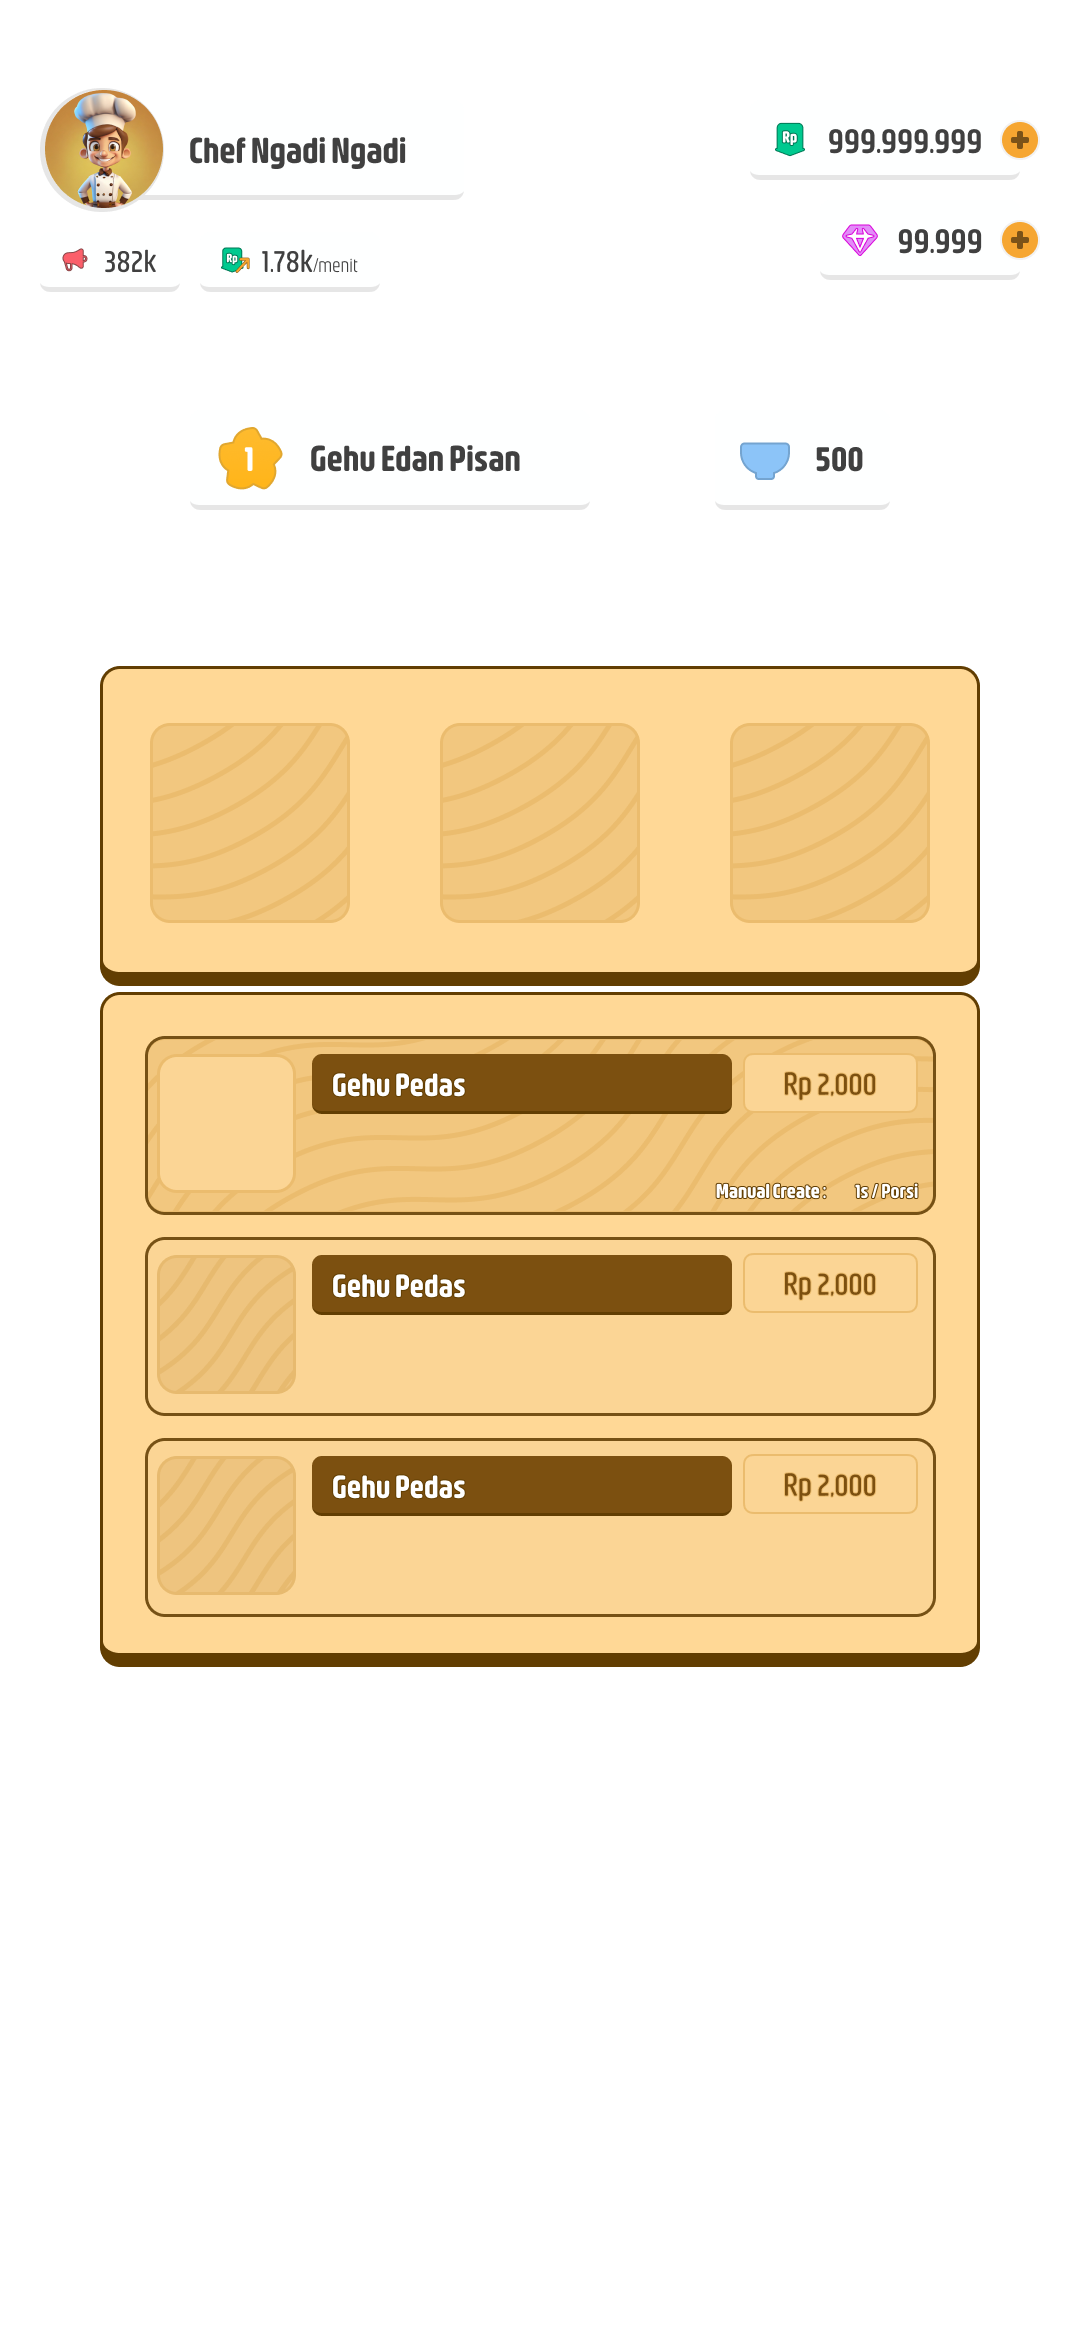 Chef Ngadi Ngadi
Rp 999.999.999
382k
Rp 1.78k/menit
99.999
1 Gehu Edan Pisan
500
Gehu Pedas Rp 2,000
Manual Create : 1s / Porsi
Gehu Pedas Rp 2,000
Gehu Pedas Rp 2,000